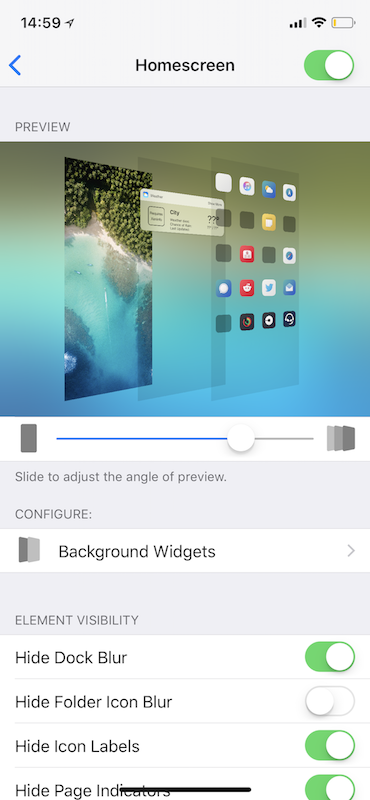 14:59
Homescreen
PREVIEW
Weather
City
??°
Slide to adjust the angle of preview.
CONFIGURE:
Background Widgets
ELEMENT VISIBILITY
Hide Dock Blur
Hide Folder Icon Blur
Hide Icon Labels
Hide Page Indicators